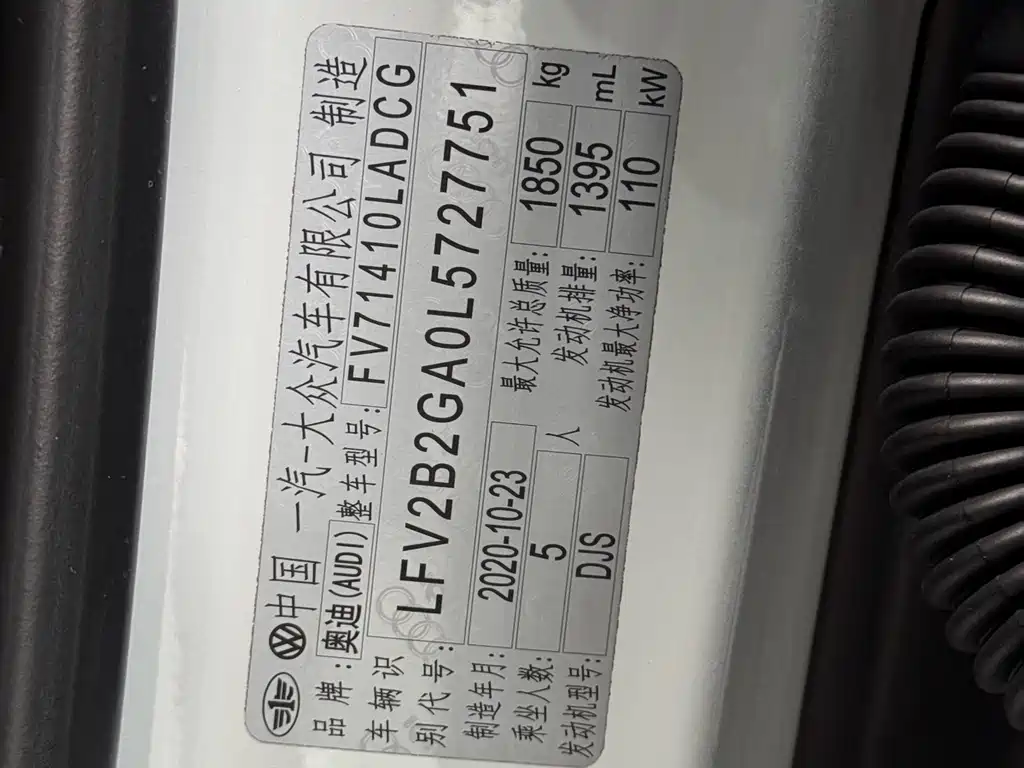 中国 一汽-大众汽车有限公司 制造
品牌: 奥迪(AUDI) 整车型号: FV71410LADCG
车辆识别代号: LFV2B2GA0L5727751
制造年月: 2020-10-23 最大允许总质量: 1850 kg
乘坐人数: 5 人 发动机排量: 1395 mL
发动机型号: DJS 发动机最大净功率: 110 kW